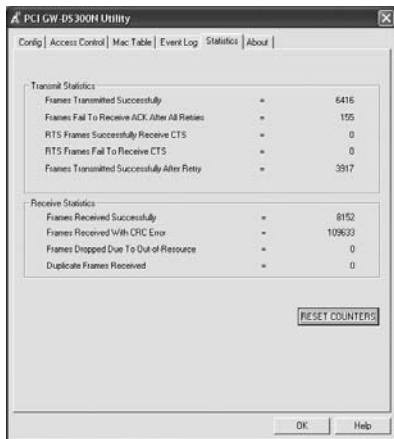 PCI GW-DS300N Utility
Config Access Control Mac Table Event Log Statistics About
Transmit Statistics
Frames Transmitted Successfully = 6416
Frames Fail To Receive ACK After All Retries = 155
RTS Frames Successfully Receive CTS = 0
RTS Frames Fail To Receive CTS = 0
Frames Transmitted Successfully After Retry = 3917
Receive Statistics
Frames Received Successfully = 8152
Frames Received With CRC Error = 109633
Frames Dropped Due To Out-of-Resource = 0
Duplicate Frames Received = 0
RESET COUNTERS
OK Help